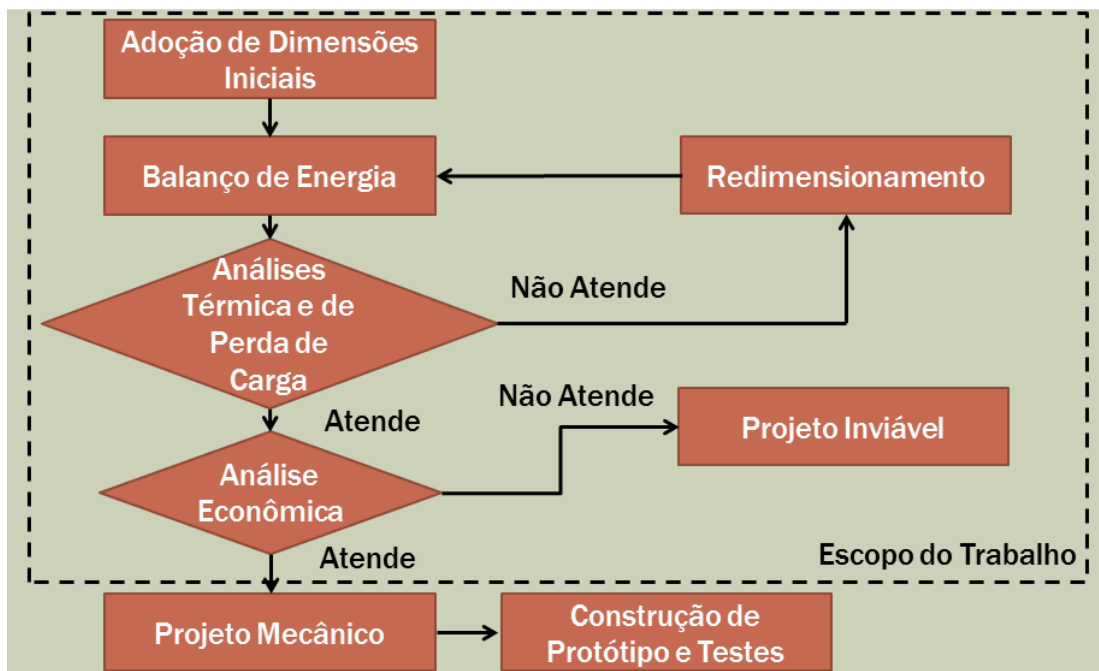 Adoção de Dimensões
Iniciais
Balanço de Energia
Redimensionamento
Análises
Térmica e de
Perda de
Carga
Não Atende
Atende
Não Atende
Projeto Inviável
Análise
Econômica
Atende
Escopo do Trabalho
Projeto Mecânico
Construção de
Protótipo e Testes